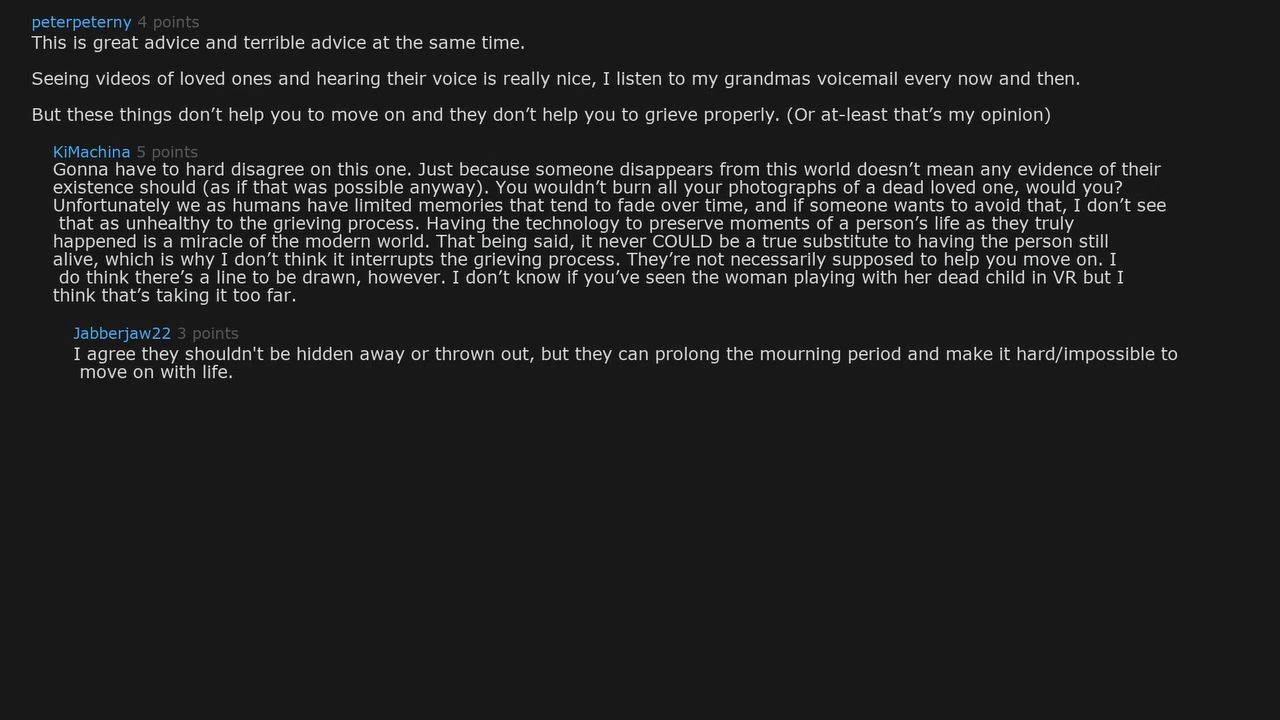 peterpeterny 4 points
This is great advice and terrible advice at the same time.
Seeing videos of loved ones and hearing their voice is really nice, I listen to my grandmas voicemail every now and then.
But these things don’t help you to move on and they don’t help you to grieve properly. (Or at-least that’s my opinion)
KiMachina 5 points
Gonna have to hard disagree on this one. Just because someone disappears from this world doesn’t mean any evidence of their
existence should (as if that was possible anyway). You wouldn’t burn all your photographs of a dead loved one, would you?
Unfortunately we as humans have limited memories that tend to fade over time, and if someone wants to avoid that, I don’t see
that as unhealthy to the grieving process. Having the technology to preserve moments of a person’s life as they truly
happened is a miracle of the modern world. That being said, it never COULD be a true substitute to having the person still
alive, which is why I don’t think it interrupts the grieving process. They’re not necessarily supposed to help you move on. I
do think there’s a line to be drawn, however. I don’t know if you’ve seen the woman playing with her dead child in VR but I
think that’s taking it too far.
Jabberjaw22 3 points
I agree they shouldn't be hidden away or thrown out, but they can prolong the mourning period and make it hard/impossible to
move on with life.